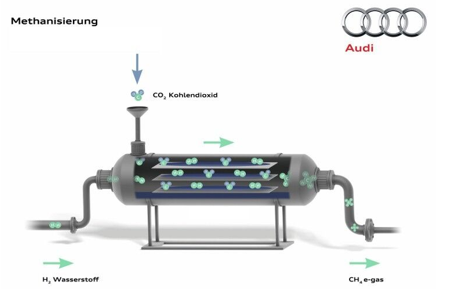 Methanisierung
Audi
CO₂ Kohlendioxid
H₂ Wasserstoff
CH₄ e-gas